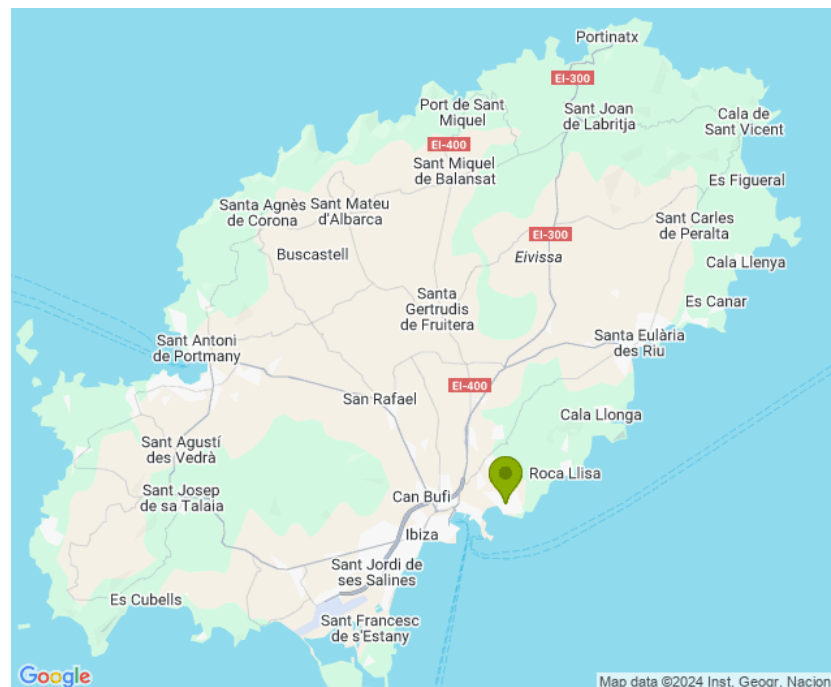 Portinatx
EI-300
Port de Sant
Miquel
Sant Joan
de Labritja
Cala de
Sant Vicent
EI-400
Sant Miquel
de Balansat
Es Figueral
Santa Agnès
de Corona
Sant Mateu
d'Albarca
Sant Carles
de Peralta
EI-300
Buscastell
Eivissa
Cala Llenya
Santa
Gertrudis
de Fruitera
Es Canar
Sant Antoni
de Portmany
Santa Eulària
des Riu
EI-400
San Rafael
Cala Llonga
Sant Agustí
des Vedrà
Roca Llisa
Sant Josep
de sa Talaia
Can Bufi
Ibiza
Sant Jordi de
ses Salines
Es Cubells
Sant Francesc
de s'Estany
Google
Map data ©2024 Inst. Geogr. Nacion